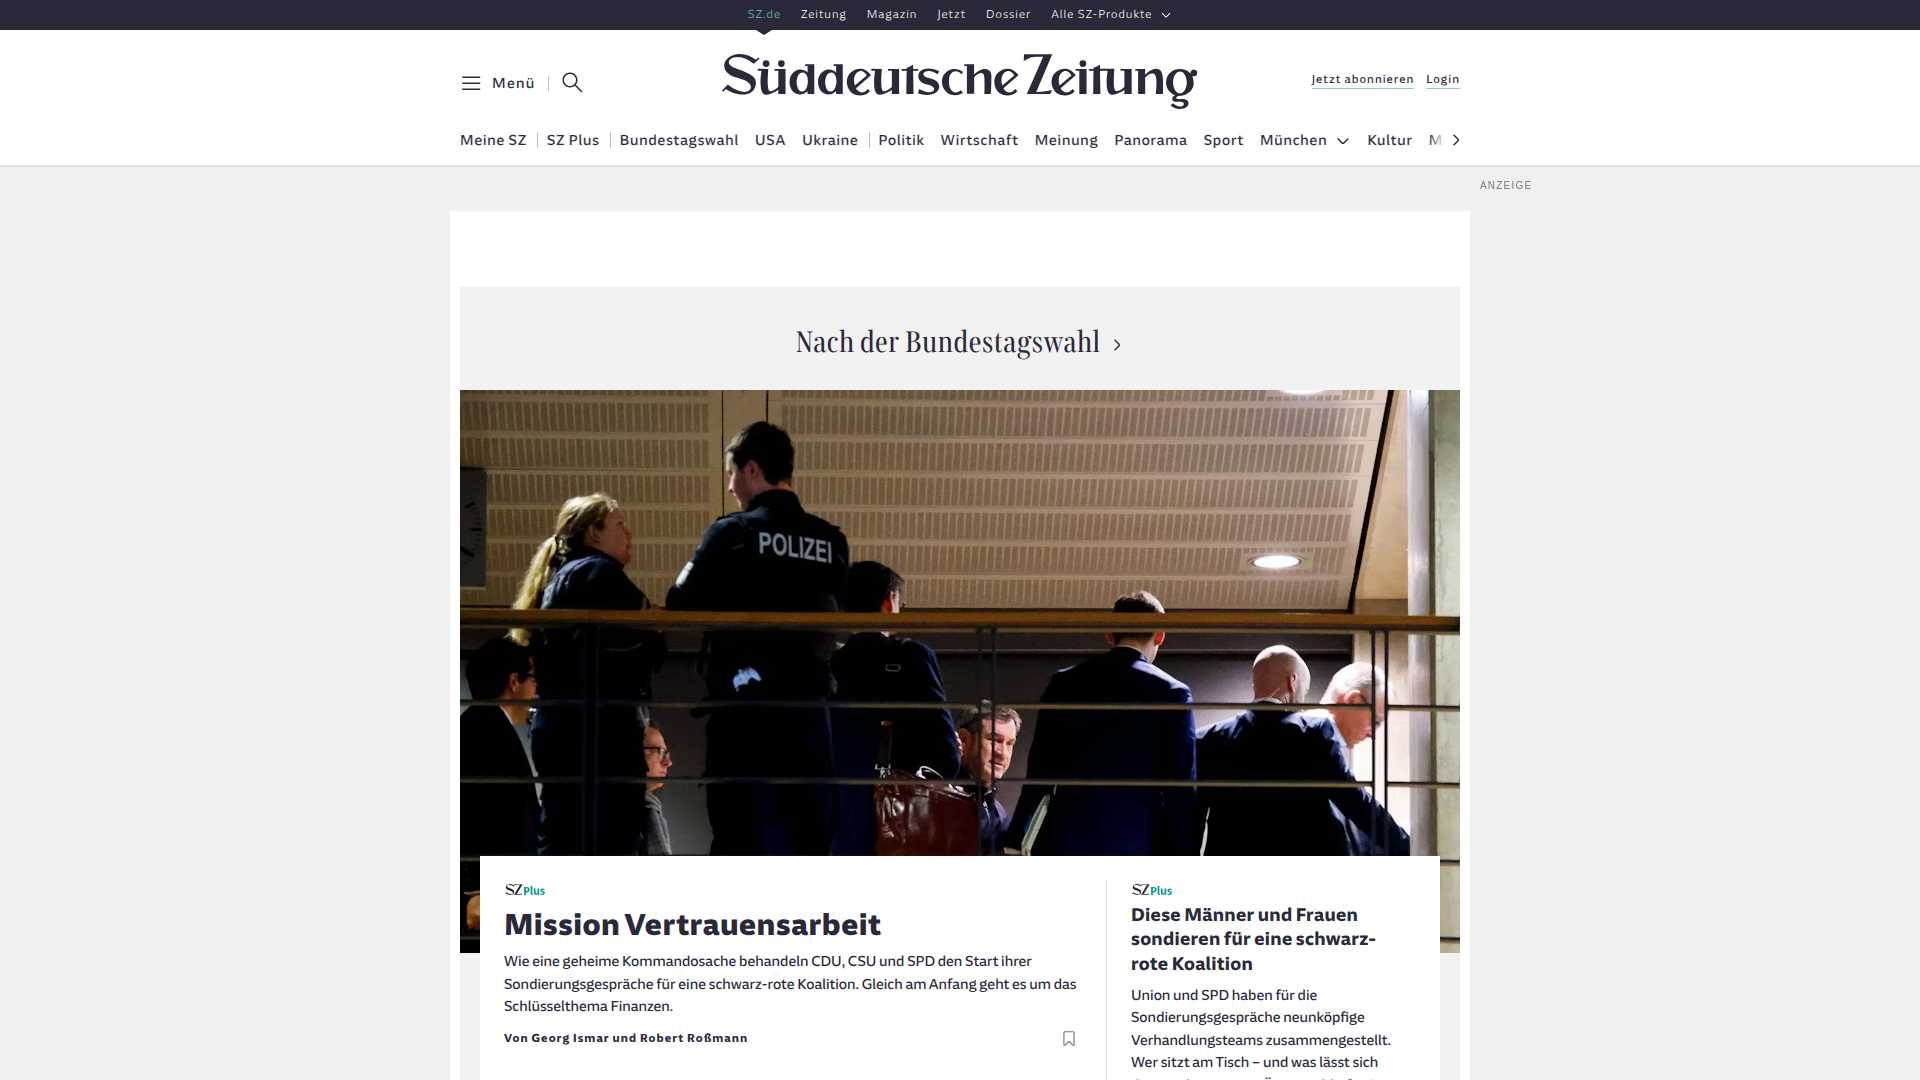 SZ.de Zeitung Magazin Jetzt Dossier Alle SZ-Produkte
Menü
Süddeutsche Zeitung
Jetzt abonnieren Login
Meine SZ SZ Plus Bundestagswahl USA Ukraine Politik Wirtschaft Meinung Panorama Sport München Kultur M
ANZEIGE
Nach der Bundestagswahl
POLIZEI
SZ Plus
Mission Vertrauensarbeit
Wie eine geheime Kommandosache behandeln CDU, CSU und SPD den Start ihrer
Sondierungsgespräche für eine schwarz-rote Koalition. Gleich am Anfang geht es um das
Schlüsselthema Finanzen.
Von Georg Ismar und Robert Roßmann
SZ Plus
Diese Männer und Frauen
sondieren für eine schwarz-
rote Koalition
Union und SPD haben für die
Sondierungsgespräche neunköpfige
Verhandlungsteams zusammengestellt.
Wer sitzt am Tisch – und was lässt sich